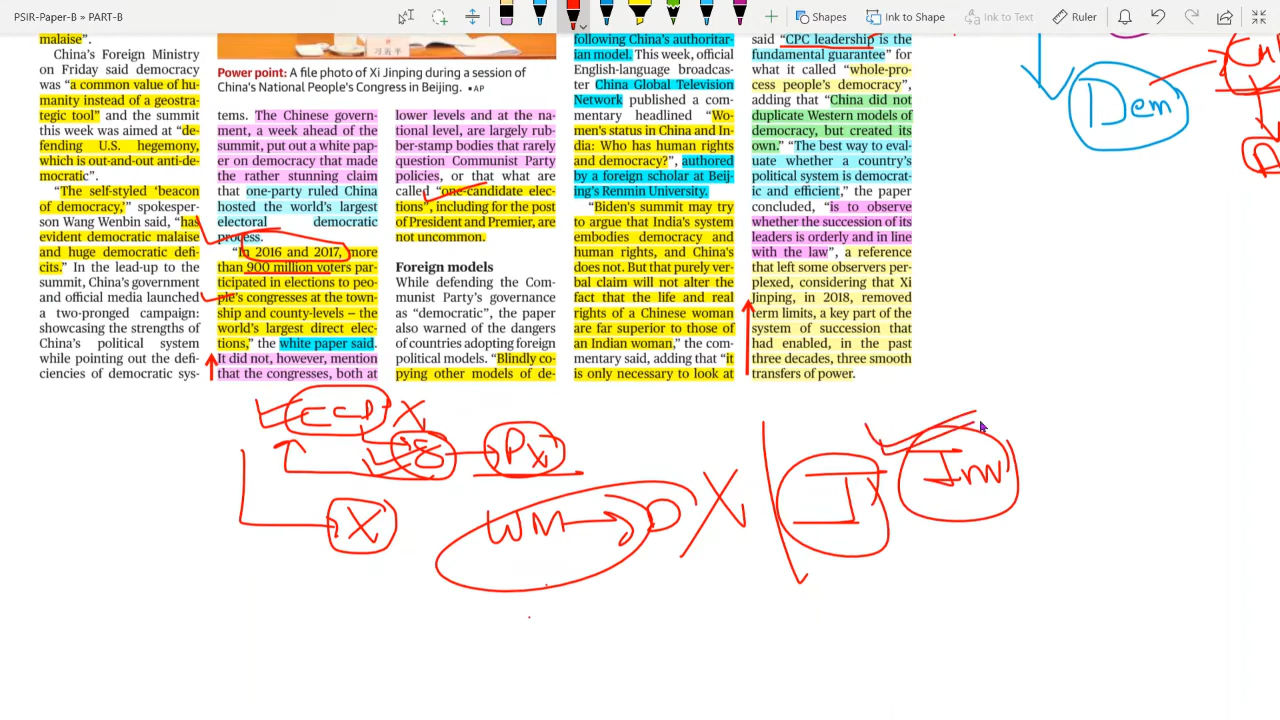 PSIR-Paper-B » PART-B
Shapes
Ink to Shape
Ink to Text
Ruler
malaise”.
China’s Foreign Ministry
on Friday said democracy
was “a common value of hu-
manity instead of a geostra-
tegic tool” and the summit
this week was aimed at “de-
fending U.S. hegemony,
which is out-and-out anti-de-
mocratic”.
“The self-styled ‘beacon
of democracy,’” spokesper-
son Wang Wenbin said, “has
evident democratic malaise
and huge democratic defi-
cits.” In the lead-up to the
summit, China’s government
and official media launched
a two-pronged campaign:
showcasing the strengths of
China’s political system
while pointing out the defi-
ciencies of democratic sys-
Power point: A file photo of Xi Jinping during a session of
China’s National People’s Congress in Beijing. •AP
tems. The Chinese govern-
ment, a week ahead of the
summit, put out a white pap-
er on democracy that made
the rather stunning claim
that one-party ruled China
hosted the world’s largest
electoral democratic
process.
“In 2016 and 2017, more
than 900 million voters par-
ticipated in elections to peo-
ple’s congresses at the town-
ship and county-levels – the
world’s largest direct elec-
tions,” the white paper said.
It did not, however, mention
that the congresses, both at
lower levels and at the na-
tional level, are largely rub-
ber-stamp bodies that rarely
question Communist Party
policies, or that what are
called “one-candidate elec-
tions”, including for the post
of President and Premier, are
not uncommon.
Foreign models
While defending the Com-
munist Party’s governance
as “democratic”, the paper
also warned of the dangers
of countries adopting foreign
political models. “Blindly co-
pying other models of de-
following China’s authoritar-
ian model. This week, official
English-language broadcas-
ter China Global Television
Network published a com-
mentary headlined “Wo-
men’s status in China and In-
dia: Who has human rights
and democracy?”, authored
by a foreign scholar at Beij-
ing’s Renmin University.
“Biden’s summit may try
to argue that India’s system
embodies democracy and
human rights, and China’s
does not. But that purely ver-
bal claim will not alter the
fact that the life and real
rights of a Chinese woman
are far superior to those of
an Indian woman,” the com-
mentary said, adding that “it
is only necessary to look at
said “CPC leadership is the
fundamental guarantee” for
what it called “whole-pro-
cess people’s democracy”,
adding that “China did not
duplicate Western models of
democracy, but created its
own.” “The best way to eval-
uate whether a country’s
political system is democrat-
ic and efficient,” the paper
concluded, “is to observe
whether the succession of its
leaders is orderly and in line
with the law”, a reference
that left some observers per-
plexed, considering that Xi
Jinping, in 2018, removed
term limits, a key part of the
system of succession that
had enabled, in the past
three decades, three smooth
transfers of power.
Dem
CCP X
8 PX
X
WM D X
I